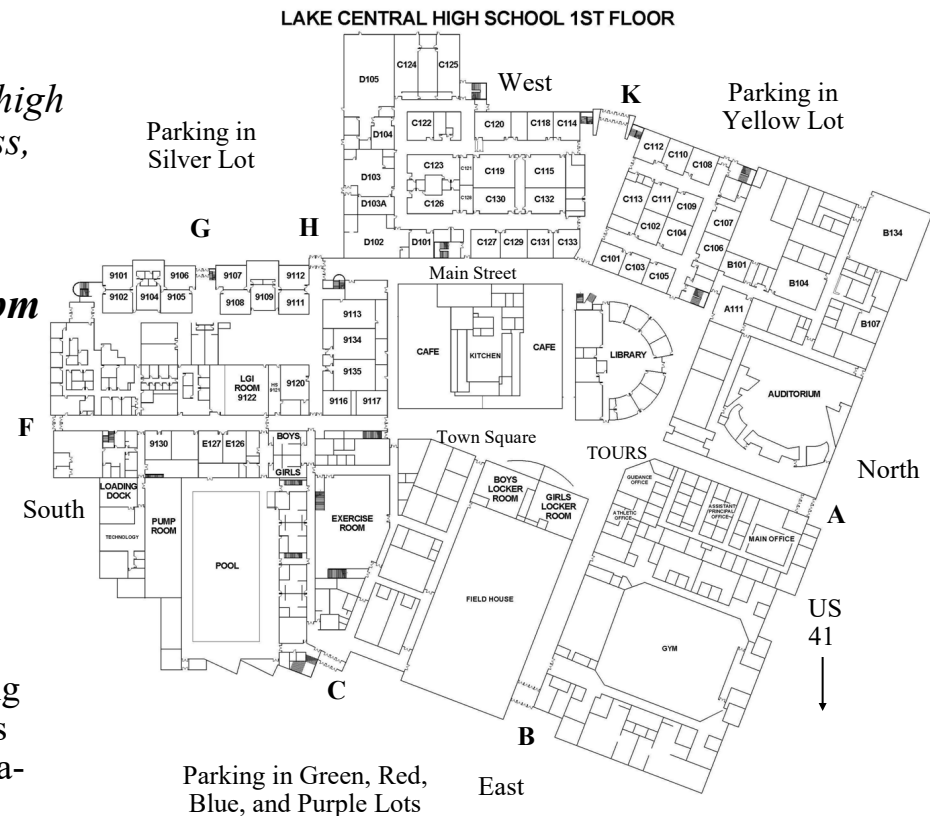 LAKE CENTRAL HIGH SCHOOL 1ST FLOOR
high
West
K
Parking in
Yellow Lot
Parking in
Silver Lot
G
H
D105
C124
C125
D104
C122
C120
C118
C114
D103
C123
C121
C119
C115
D103A
C126
C128
C130
C132
D102
D101
C127
C129
C131
C133
C112
C110
C108
C113
C111
C109
C102
C104
C107
C106
C101
C103
C105
B101
B104
B134
B107
A111
Main Street
9101
9106
9107
9112
9102
9104
9105
9108
9109
9111
9113
9134
9135
9116
9117
LGI
ROOM
9122
HS
9121
9120
CAFE
KITCHEN
CAFE
LIBRARY
AUDITORIUM
F
9130
E127
E126
BOYS
GIRLS
Town Square
TOURS
North
South
LOADING
DOCK
TECHNOLOGY
PUMP
ROOM
POOL
EXERCISE
ROOM
BOYS
LOCKER
ROOM
GIRLS
LOCKER
ROOM
FIELD HOUSE
GUIDANCE
OFFICE
ATHLETIC
OFFICE
ASSISTANT
PRINCIPAL
OFFICE
MAIN OFFICE
A
GYM
US
41
C
B
East
Parking in Green, Red,
Blue, and Purple Lots